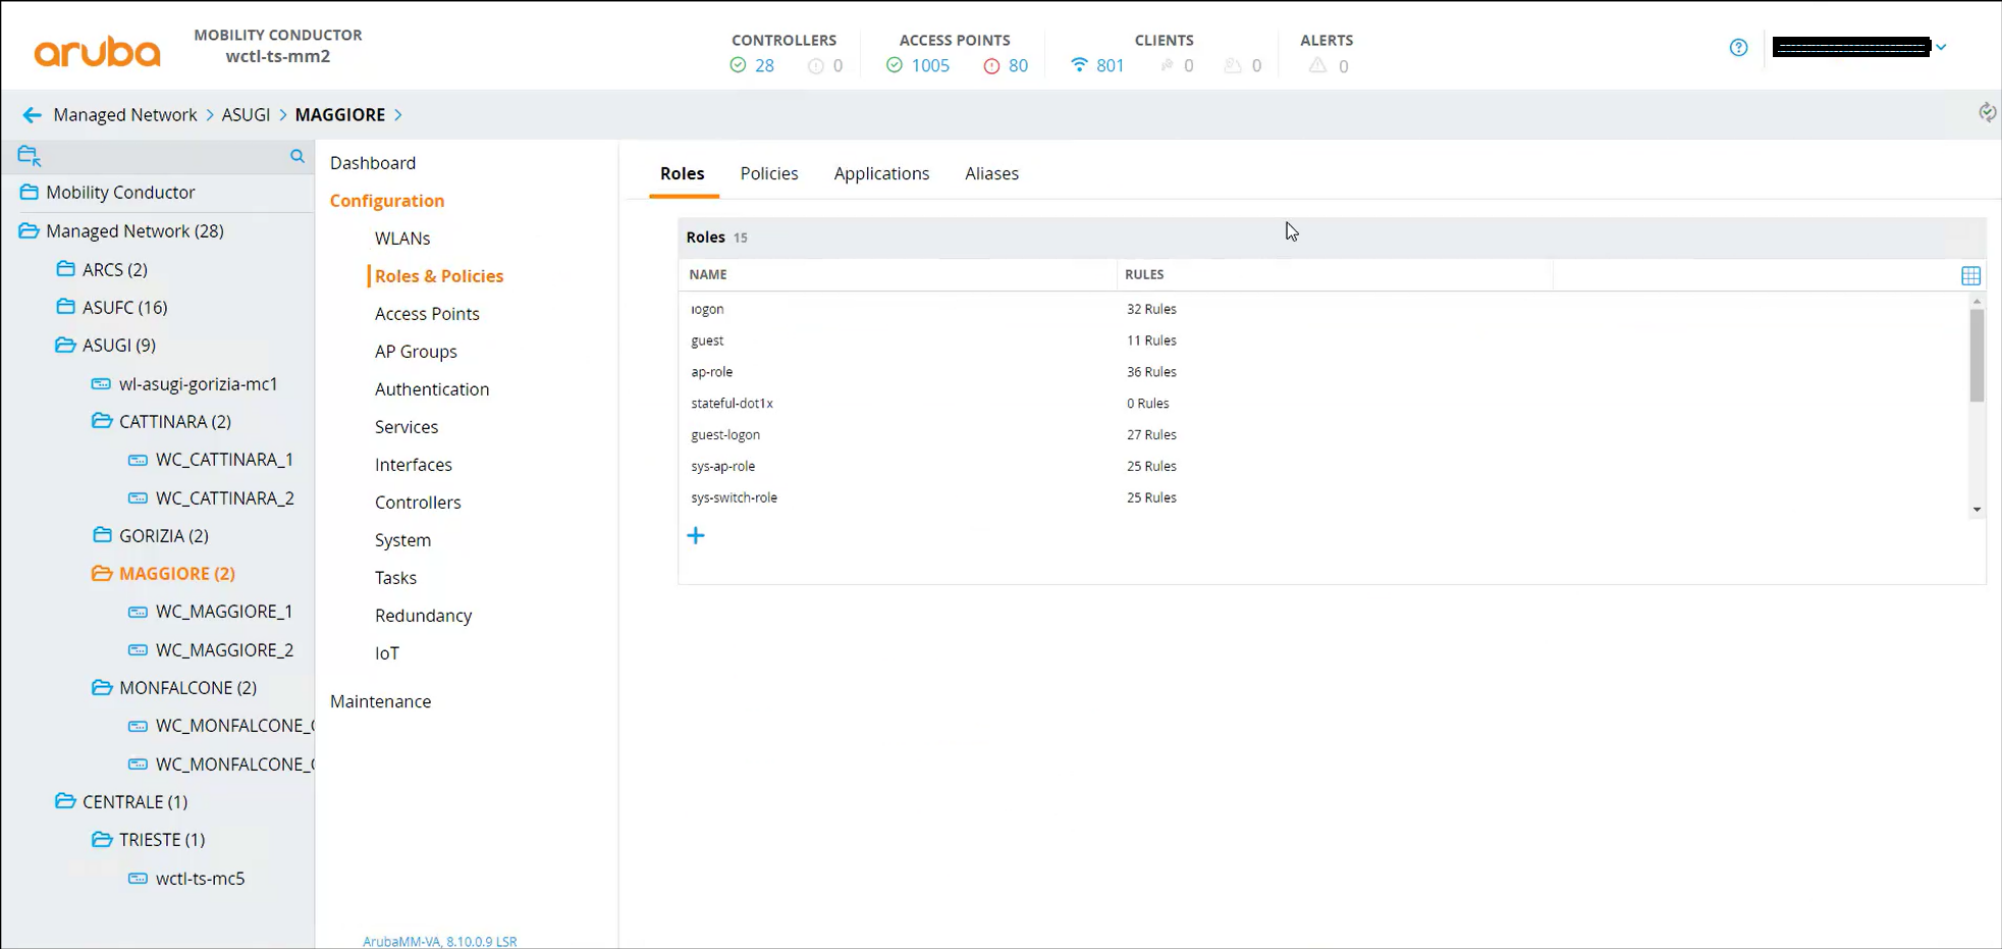 aruba
MOBILITY CONDUCTOR
wctl-ts-mm2
CONTROLLERS
28 0
ACCESS POINTS
1005 80
CLIENTS
801 0 0
ALERTS
0
Managed Network > ASUGI > MAGGIORE >
Mobility Conductor
Managed Network (28)
ARCS (2)
ASUFC (16)
ASUGI (9)
wl-asugi-gorizia-mc1
CATTINARA (2)
WC_CATTINARA_1
WC_CATTINARA_2
GORIZIA (2)
MAGGIORE (2)
WC_MAGGIORE_1
WC_MAGGIORE_2
MONFALCONE (2)
WC_MONFALCONE_
WC_MONFALCONE_
CENTRALE (1)
TRIESTE (1)
wctl-ts-mc5
Dashboard
Configuration
WLANs
Roles & Policies
Access Points
AP Groups
Authentication
Services
Interfaces
Controllers
System
Tasks
Redundancy
IoT
Maintenance
ArubaMM-VA, 8.10.0.9 LSR
Roles Policies Applications Aliases
Roles 15
NAME RULES
logon 32 Rules
guest 11 Rules
ap-role 36 Rules
stateful-dot1x 0 Rules
guest-logon 27 Rules
sys-ap-role 25 Rules
sys-switch-role 25 Rules